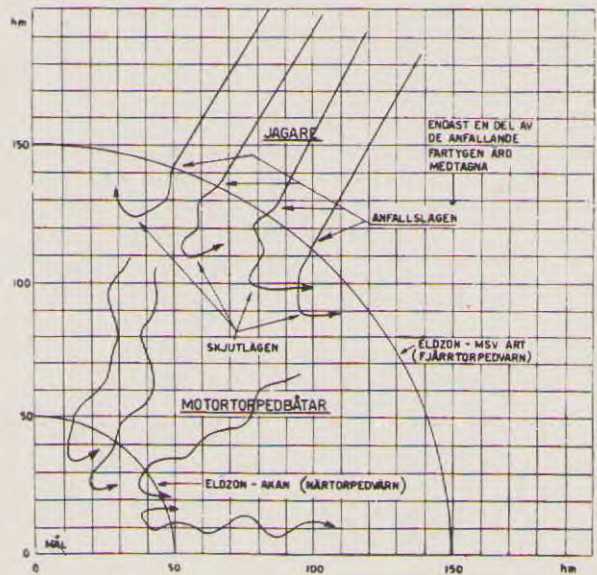 hm
JAGARE
ENDAST EN DEL AV
DE ANFALLANDE
FARTYGEN ÄRO
MEDTAGNA
150
ANFALLSLÄGEN
100
SKJUTLÄGEN
ELDZON - MSV ART
(FJÄRRTORPEDVÄRN)
MOTORTORPEDBÅTAR
50
ELDZON - AKAN (NÄRTORPEDVÄRN)
MÅL
0
0
50
100
150
hm